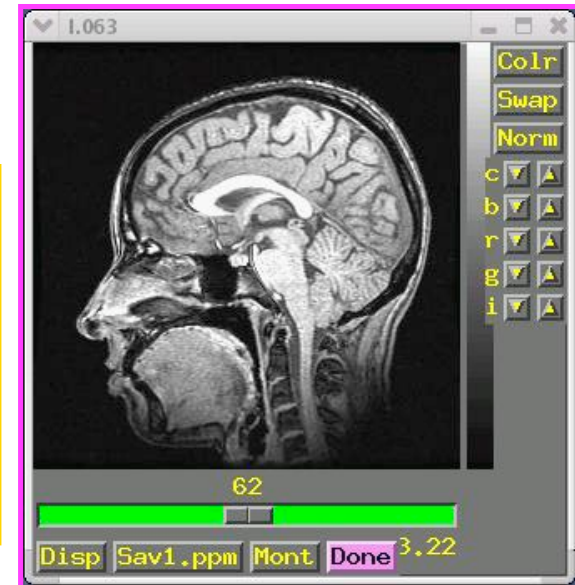 I.063
Colr
Swap
Norm
c
b
r
g
i
62
3.22
Disp Sav1.ppm Mont Done